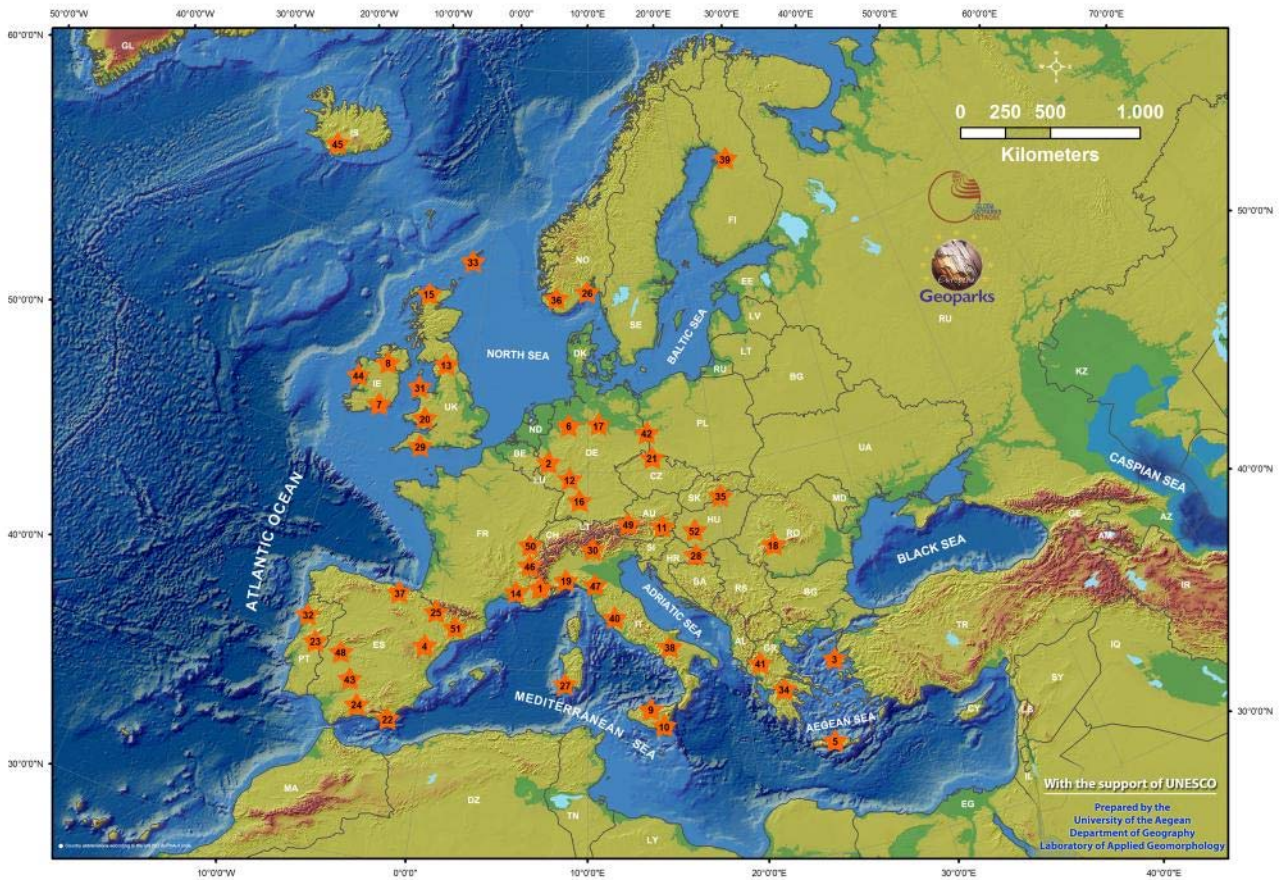 50°0'0"W 40°0'0"W 30°0'0"W 20°0'0"W 10°0'0"W 0°0'0" 10°0'0"E 20°0'0"E 30°0'0"E 40°0'0"E 50°0'0"E 60°0'0"E 70°0'0"E
60°0'0"N
GL
0 250 500 1.000
Kilometers
45 IS
39
GLOBAL
GEOPARKS
NETWORK
50°0'0"N
FI
33
NO
European
Geoparks
15
36 26
EE
50°0'0"N
RU
SE
LV
BALTIC SEA
NORTH SEA
DK
LT
8 13
44 IE
31
RU
BG
KZ
7
20 UK
ND
6 17
42
PL
29
BE
DE
UA
2
LU
21
CZ
CASPIAN SEA
40°0'0"N
12
16
SK 35
MD
ATLANTIC OCEAN
FR
AU
49 11
HU
52
LT
CH
50
30
SI
HR 28
18 RO
GE
AZ
AM
BLACK SEA
46
14 1 19 47
BA
RS
BG
IR
37
40
IT
ADRIATIC SEA
32
25
51
38
AL
GR
TR
23
48
ES
4
41
3
PT
43
27
34
IQ
24
22
MEDITERRANEAN SEA
9
10
AEGEAN SEA
5
CY
SY
LB
40°0'0"N
30°0'0"N
30°0'0"N
MA
DZ
TN
LY
IL
EG
With the support of UNESCO
Prepared by the
University of the Aegean
Department of Geography
Laboratory of Applied Geomorphology
10°0'0"W 0°0'0" 10°0'0"E 20°0'0"E 30°0'0"E 40°0'0"E